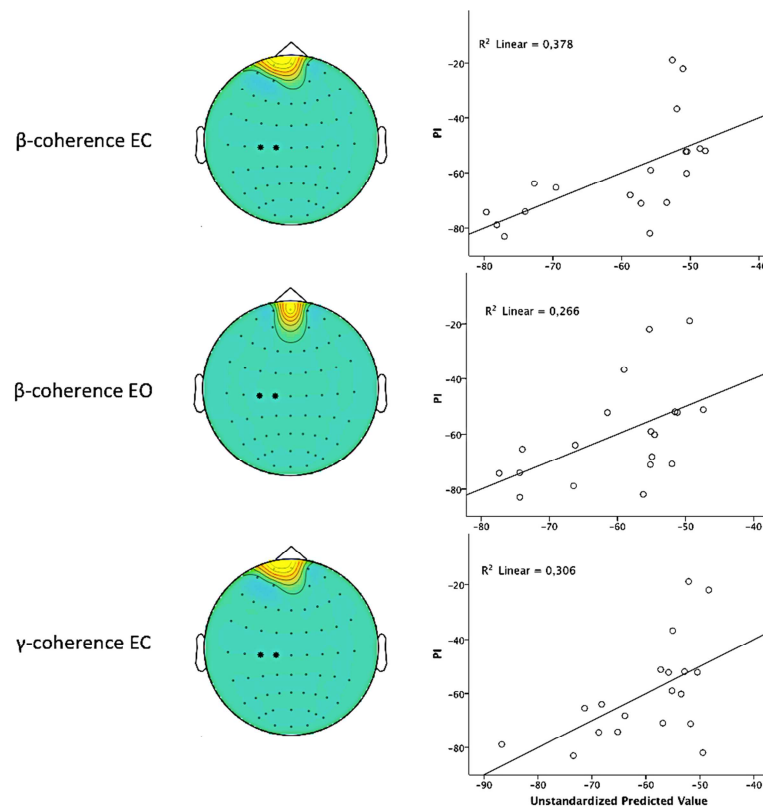 β-coherence EC
R² Linear = 0,378
PI
-20
-40
-60
-80
-80
-70
-60
-50
-40
β-coherence EO
R² Linear = 0,266
PI
-20
-40
-60
-80
-80
-70
-60
-50
-40
γ-coherence EC
R² Linear = 0,306
PI
-20
-40
-60
-80
-90
-80
-70
-60
-50
-40
Unstandardized Predicted Value